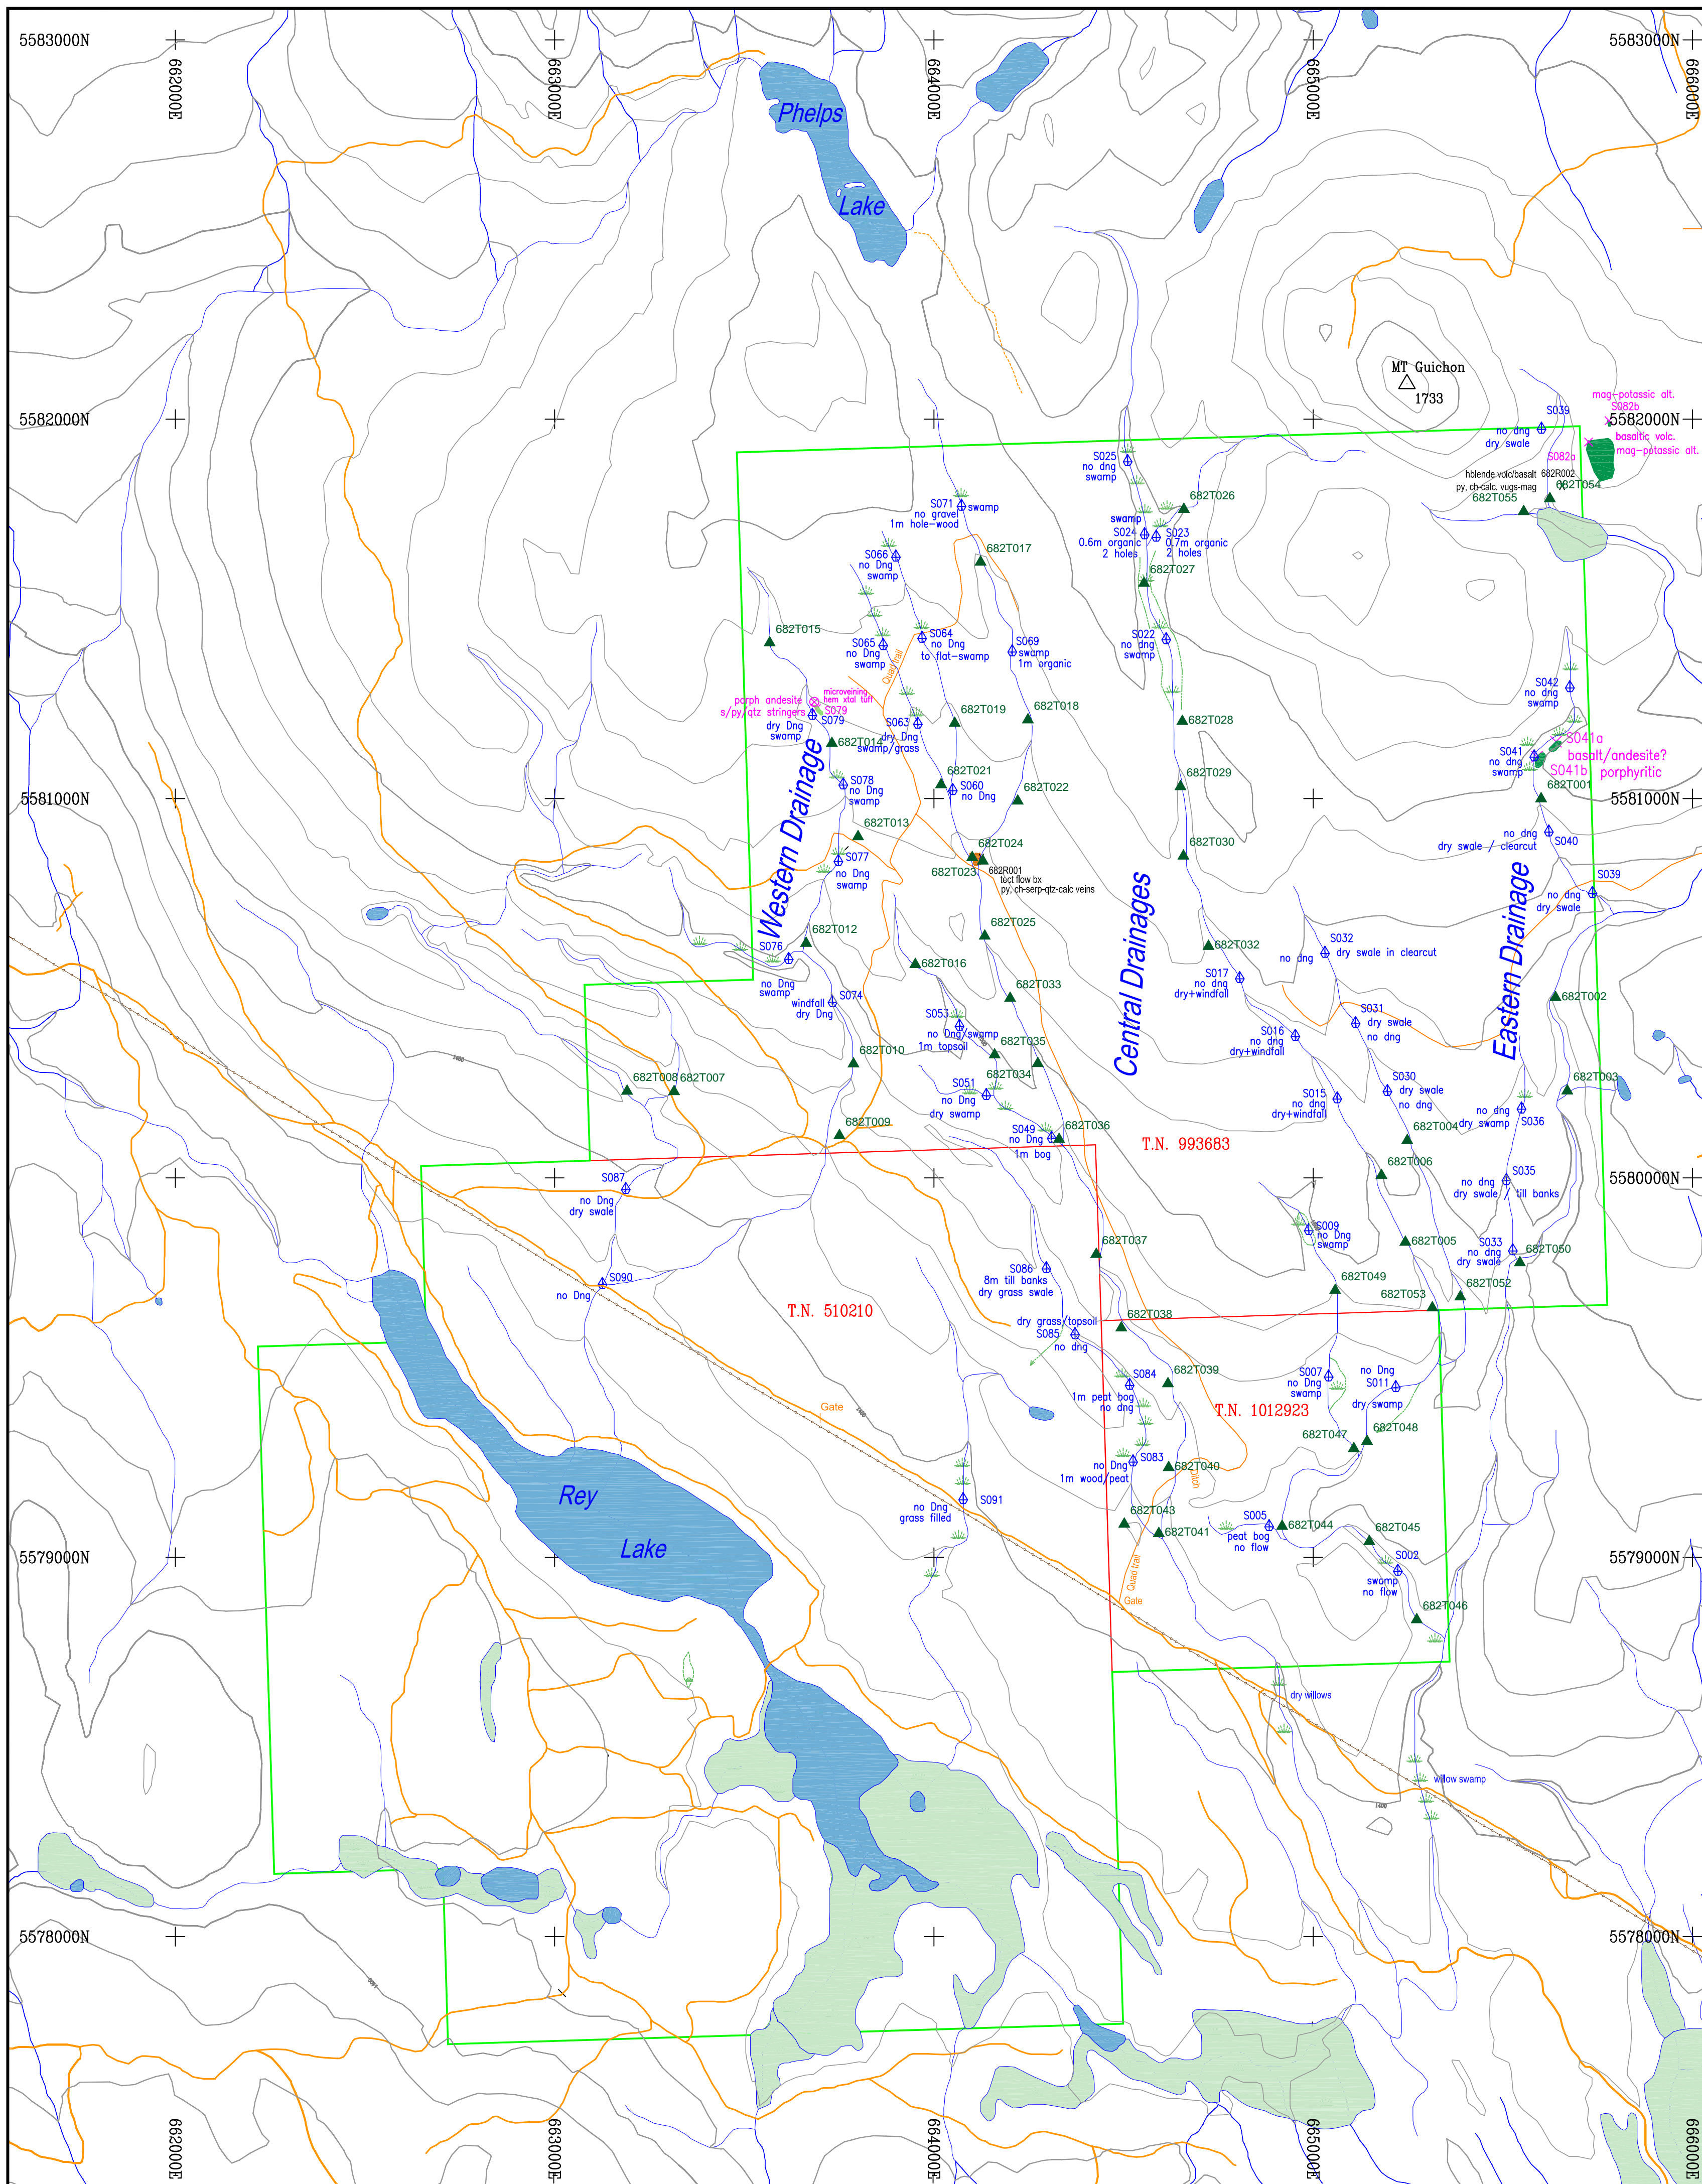 5583000N
5583000N
662000E
663000E
664000E
665000E
666000E
Phelps
Lake
MT Guichon
1733
5582000N
5582000N
mag-potassic alt.
S082b
basaltic volc.
mag-potassic alt.
S082a
S039
no dng
dry swale
hblende volc/basalt 682R002
py, ch-calc. vugs-mag
682T054
682T055
S025
no dng
swamp
682T026
S071
swamp
no gravel
1m hole-wood
swamp
S024
0.6m organic
2 holes
S023
0.7m organic
2 holes
S066
no Dng
swamp
682T017
682T027
682T015
S065
no Dng
swamp
S064
no Dng
to flat-swamp
S069
swamp
1m organic
S022
no dng
swamp
Quad trail
microveining
hem xtal tuff
porph andesite
s/py/qtz stringers
S079
S079
dry Dng
swamp
S042
no dng
swamp
682T014
S063
dry Dng
swamp/grass
682T019
682T018
682T028
S041a
basalt/andesite?
S041b porphyritic
S041
no dng
swamp
S078
no Dng
swamp
682T021
S060
no Dng
682T022
682T029
682T001
5581000N
5581000N
Western Drainage
682T013
S077
no Dng
swamp
682T024
682T023
682R001
tect flow bx
py, ch-serp-qtz-calc veins
682T030
no dng
dry swale / clearcut
S040
S039
no dng
dry swale
Central Drainages
Eastern Drainage
682T012
S076
no Dng
swamp
682T025
682T016
682T032
S032
no dng
dry swale in clearcut
S017
no dng
dry+windfall
S074
windfall
dry Dng
682T033
682T002
S053
no Dng/swamp
1m topsoil
S031
dry swale
no dng
S016
no dng
dry+windfall
682T010
682T035
682T034
1400
682T008
682T007
S051
no Dng
dry swamp
S015
no dng
dry+windfall
S030
dry swale
no dng
682T003
no dng
dry swamp
S036
682T009
S049
no Dng
1m bog
682T036
T.N. 993683
682T004
682T006
5580000N
5580000N
S087
no Dng
dry swale
S035
no dng
dry swale / till banks
S009
no Dng
swamp
682T005
S033
no dng
dry swale
682T050
682T037
S090
no Dng
S086
8m till banks
dry grass swale
682T049
682T053
682T052
T.N. 510210
dry grass/topsoil
S085
no dng
682T038
S084
1m peat bog
no dng
682T039
S007
no Dng
swamp
no Dng
S011
dry swamp
Gate
1400
T.N. 1012923
682T047
682T048
S083
no Dng
1m wood/peat
682T040
Ditch
Rey
Lake
S091
no Dng
grass filled
682T043
682T041
S005
peat bog
no flow
682T044
682T045
5579000N
5579000N
S002
swamp
no flow
Quad trail
Gate
682T046
dry willows
willow swamp
1400
5578000N
5578000N
662000E
663000E
664000E
665000E
666000E